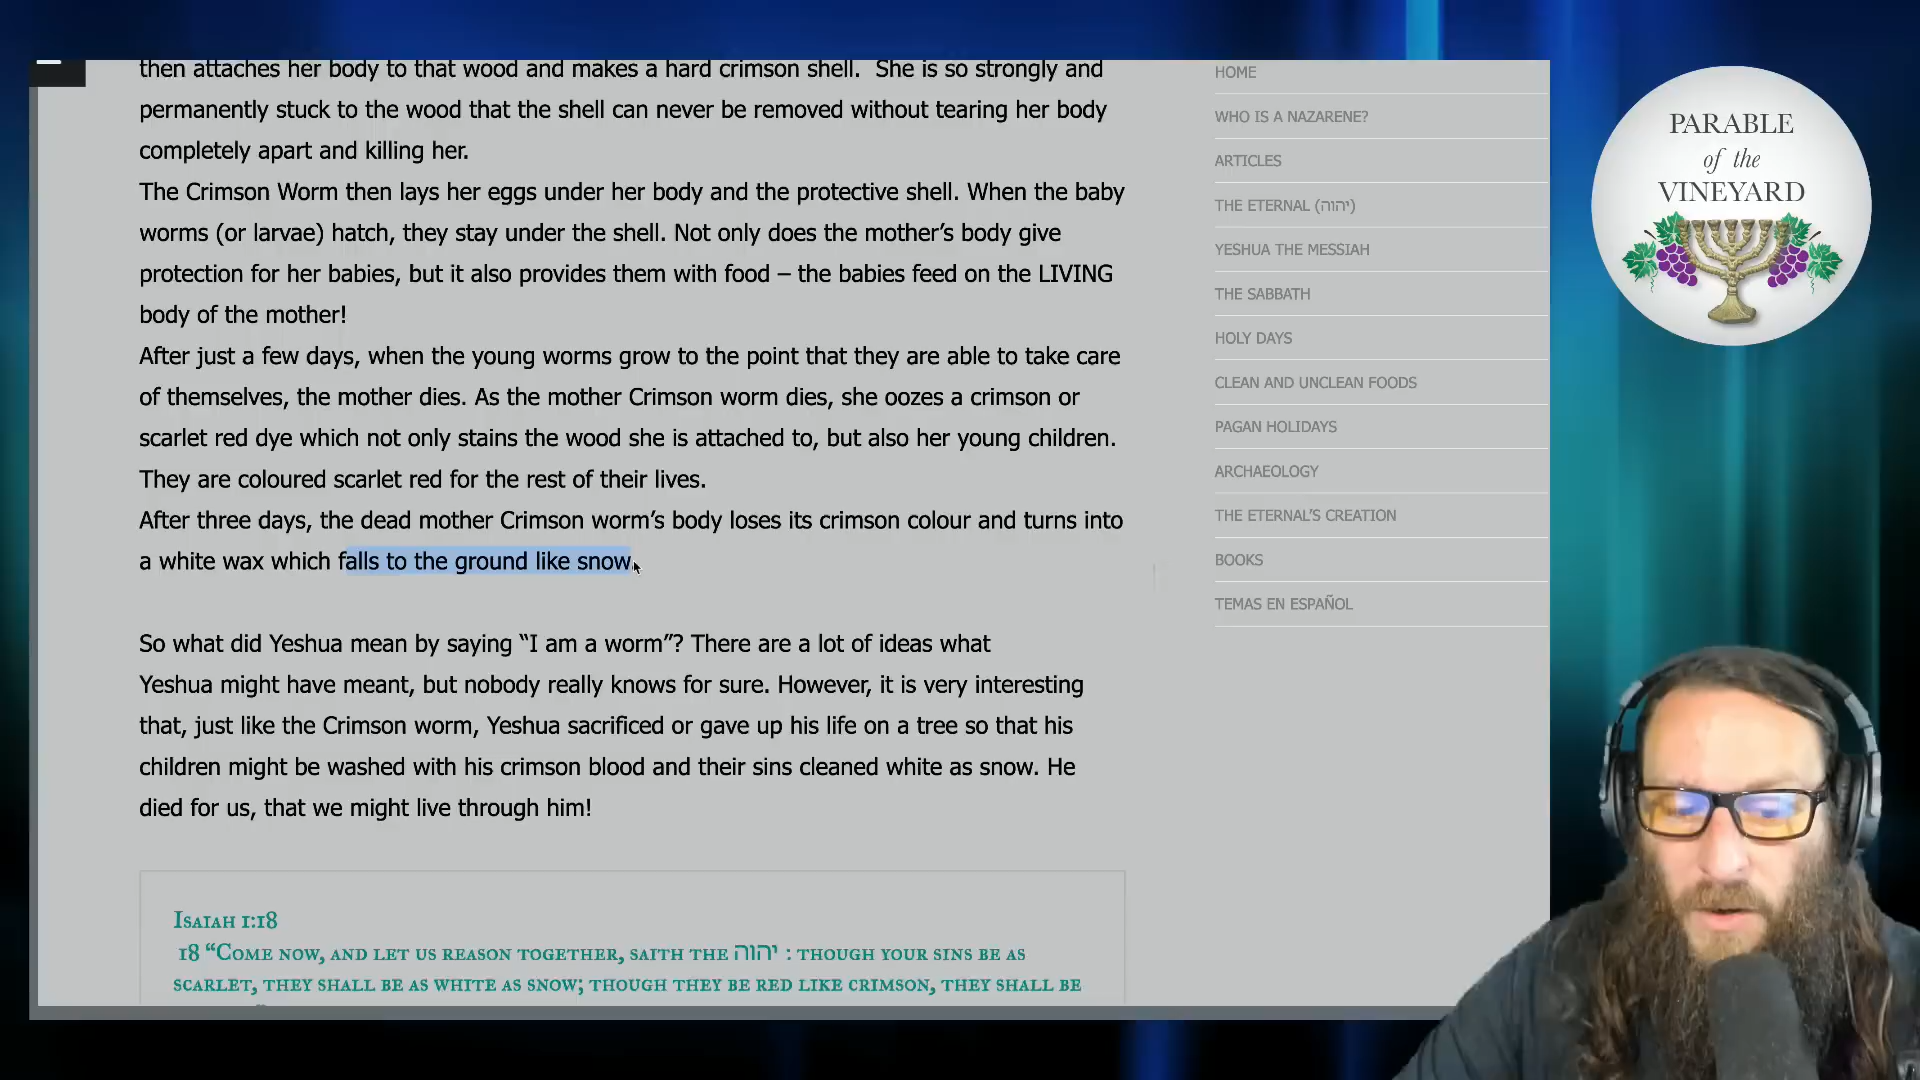 then attaches her body to that wood and makes a hard crimson shell.  She is so strongly and
permanently stuck to the wood that the shell can never be removed without tearing her body
completely apart and killing her.
The Crimson Worm then lays her eggs under her body and the protective shell. When the baby
worms (or larvae) hatch, they stay under the shell. Not only does the mother’s body give
protection for her babies, but it also provides them with food – the babies feed on the LIVING
body of the mother!
After just a few days, when the young worms grow to the point that they are able to take care
of themselves, the mother dies. As the mother Crimson worm dies, she oozes a crimson or
scarlet red dye which not only stains the wood she is attached to, but also her young children.
They are coloured scarlet red for the rest of their lives.
After three days, the dead mother Crimson worm’s body loses its crimson colour and turns into
a white wax which falls to the ground like snow.
So what did Yeshua mean by saying “I am a worm”? There are a lot of ideas what
Yeshua might have meant, but nobody really knows for sure. However, it is very interesting
that, just like the Crimson worm, Yeshua sacrificed or gave up his life on a tree so that his
children might be washed with his crimson blood and their sins cleaned white as snow. He
died for us, that we might live through him!
Isaiah 1:18
18 “Come now, and let us reason together, saith the יהוה : though your sins be as
scarlet, they shall be as white as snow; though they be red like crimson, they shall be
HOME
WHO IS A NAZARENE?
ARTICLES
THE ETERNAL (יהוה)
YESHUA THE MESSIAH
THE SABBATH
HOLY DAYS
CLEAN AND UNCLEAN FOODS
PAGAN HOLIDAYS
ARCHAEOLOGY
THE ETERNAL’S CREATION
BOOKS
TEMAS EN ESPAÑOL
PARABLE
of the
VINEYARD